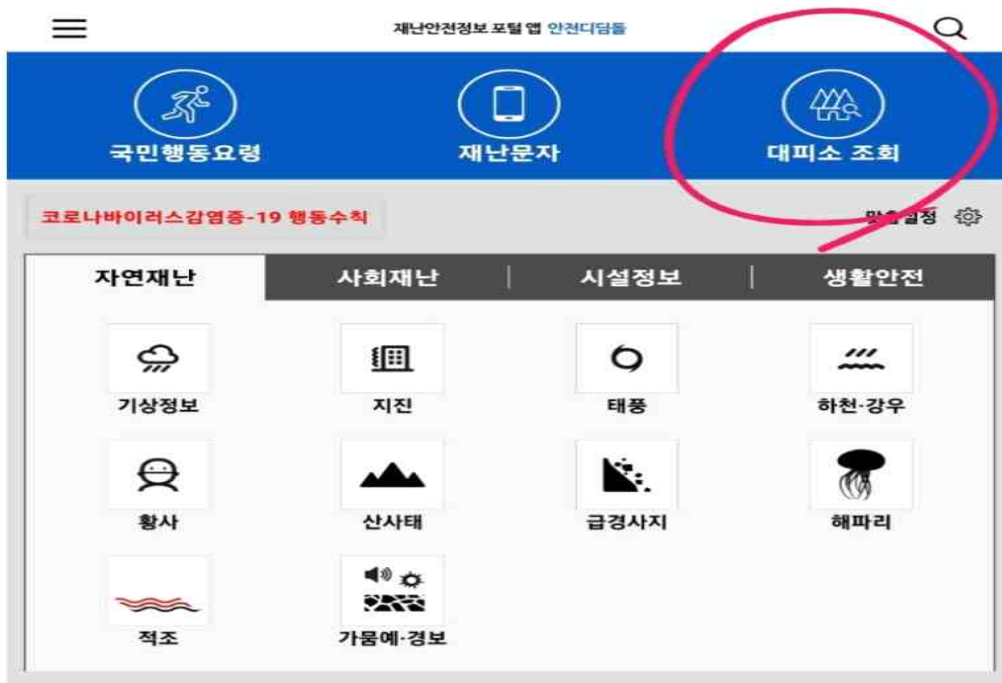 재난안전정보 포털 앱 안전디딤돌
국민행동요령
재난문자
대피소 조회
코로나바이러스감염증-19 행동수칙
맞춤설정
자연재난
사회재난
시설정보
생활안전
기상정보
지진
태풍
하천·강우
황사
산사태
급경사지
해파리
적조
가뭄예·경보